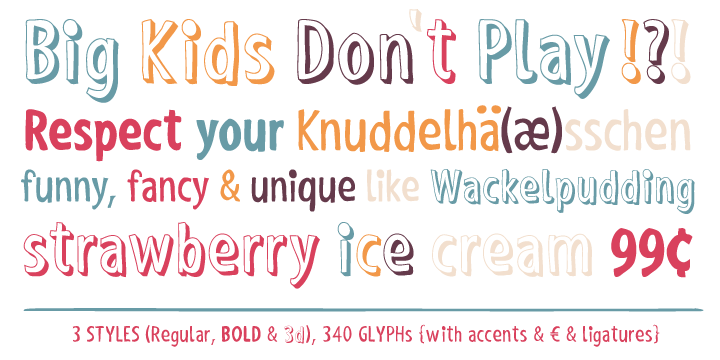 Big Kids Don't Play !?!
Respect your Knuddelhä(æ)sschen
funny, fancy & unique like Wackelpudding
strawberry ice cream 99¢
3 STYLES (Regular, BOLD & 3d), 340 GLYPHs {with accents & € & ligatures}